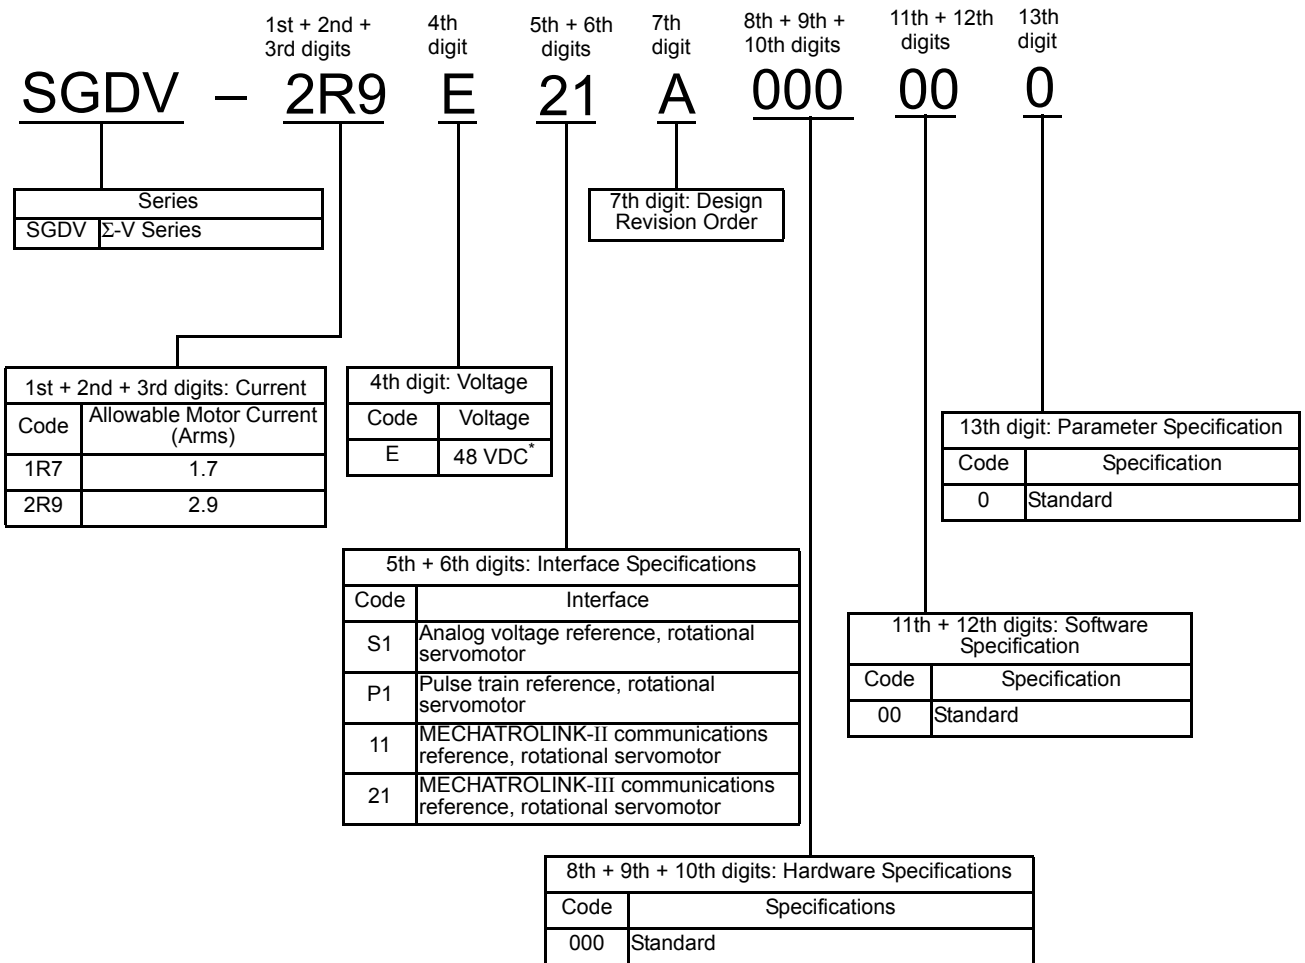 1st + 2nd +
3rd digits
4th
digit
5th + 6th
digits
7th
digit
8th + 9th +
10th digits
11th + 12th
digits
13th
digit
SGDV – 2R9 E 21 A 000 00 0
Series
SGDV Σ-V Series
7th digit: Design
Revision Order
1st + 2nd + 3rd digits: Current
Code Allowable Motor Current
(Arms)
1R7 1.7
2R9 2.9
4th digit: Voltage
Code Voltage
E 48 VDC*
13th digit: Parameter Specification
Code Specification
0 Standard
5th + 6th digits: Interface Specifications
Code Interface
S1 Analog voltage reference, rotational
servomotor
P1 Pulse train reference, rotational
servomotor
11 MECHATROLINK-II communications
reference, rotational servomotor
21 MECHATROLINK-III communications
reference, rotational servomotor
11th + 12th digits: Software
Specification
Code Specification
00 Standard
8th + 9th + 10th digits: Hardware Specifications
Code Specifications
000 Standard